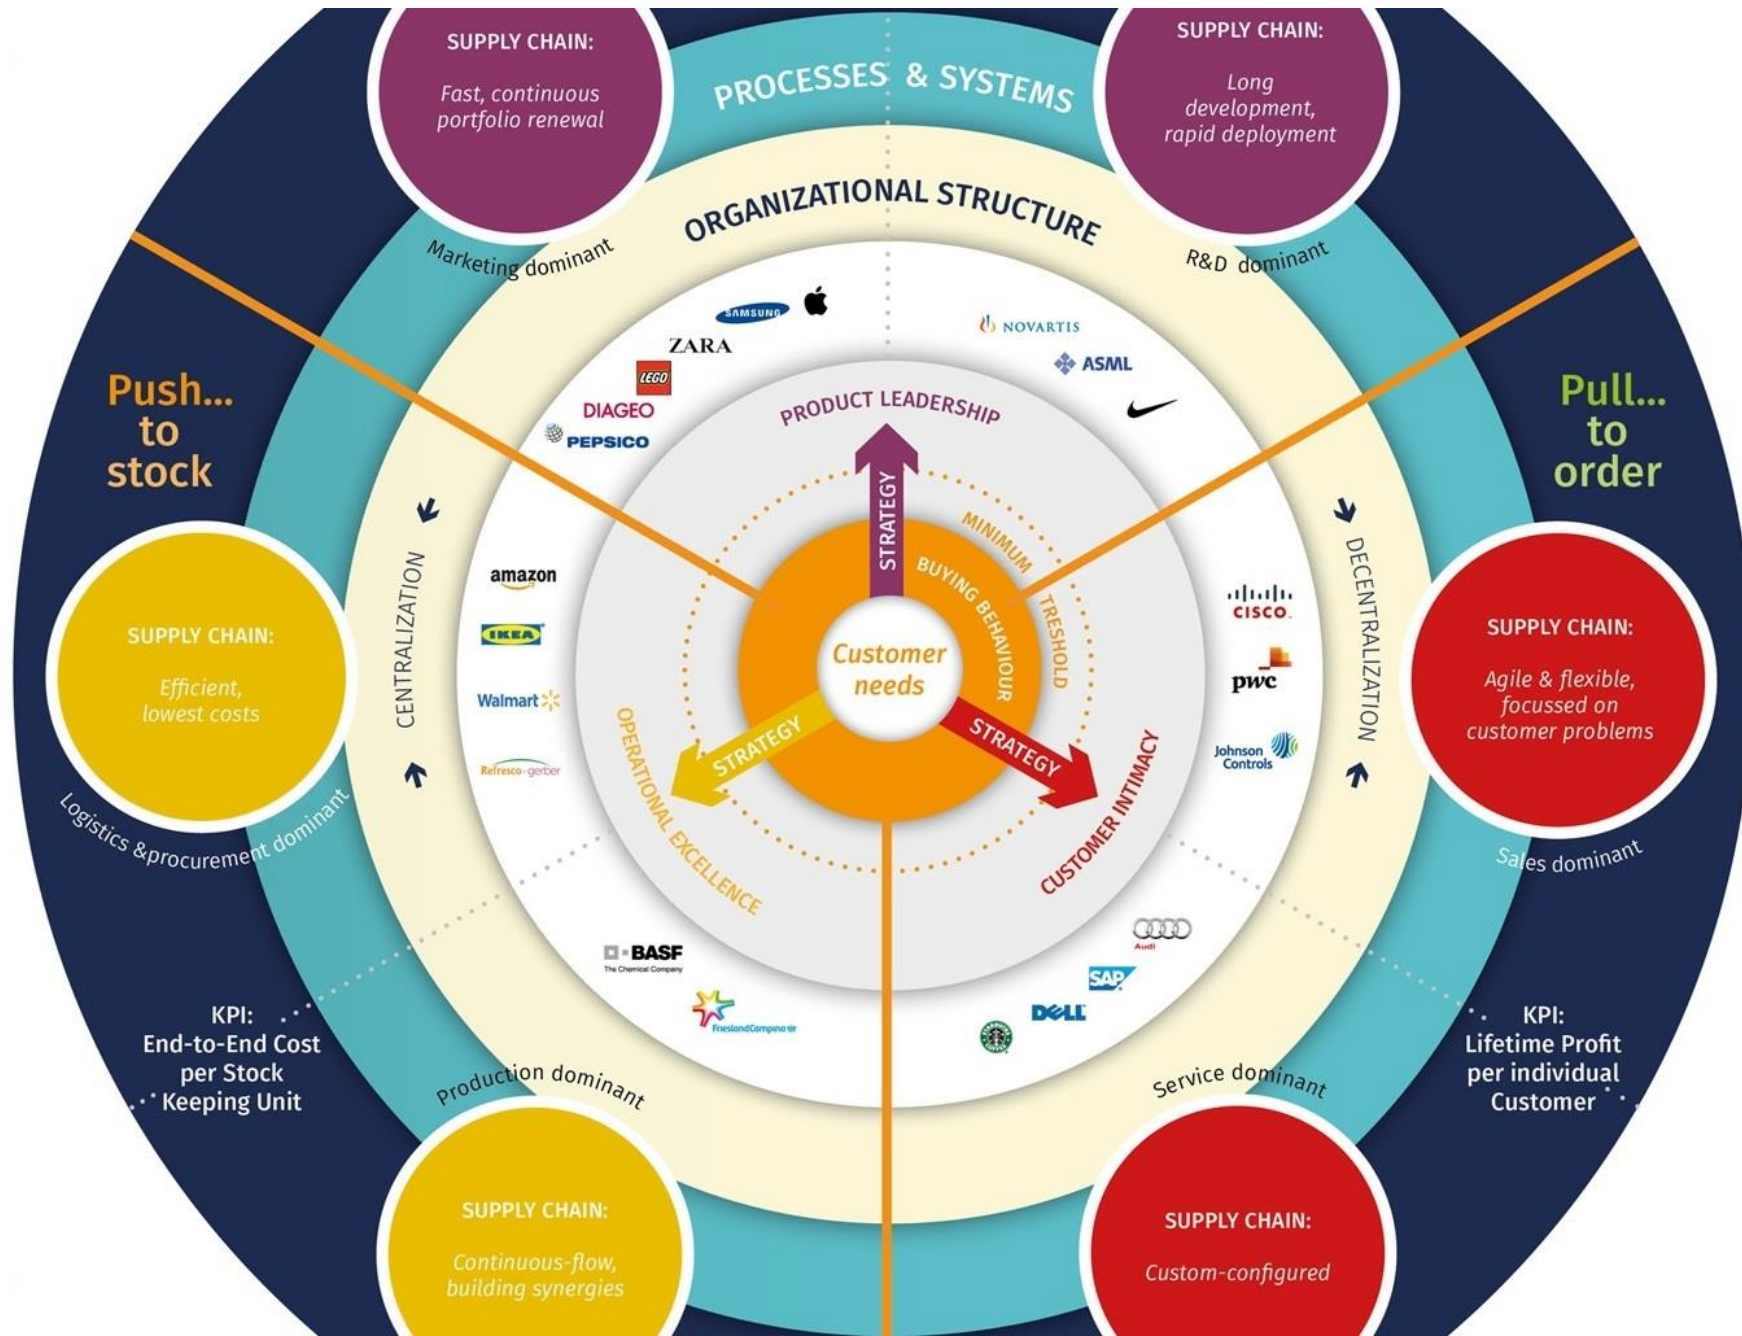 SUPPLY CHAIN:
Fast, continuous
portfolio renewal
Marketing dominant
PROCESSES & SYSTEMS
SUPPLY CHAIN:
Long
development,
rapid deployment
R&D dominant
ORGANIZATIONAL STRUCTURE
SAMSUNG
ZARA
LEGO
DIAGEO
PEPSICO
NOVARTIS
ASML
Push...
to
stock
Pull...
to
order
PRODUCT LEADERSHIP
STRATEGY
MINIMUM TRESHOLD
BUYING BEHAVIOUR
Customer
needs
STRATEGY
STRATEGY
OPERATIONAL EXCELLENCE
CUSTOMER INTIMACY
CENTRALIZATION
DECENTRALIZATION
amazon
IKEA
Walmart
Refresco-gerber
CISCO
pwc
Johnson
Controls
SUPPLY CHAIN:
Efficient,
lowest costs
Logistics &procurement dominant
SUPPLY CHAIN:
Agile & flexible,
focussed on
customer problems
Sales dominant
BASF
The Chemical Company
FrieslandCampina
Audi
SAP
DELL
KPI:
End-to-End Cost
per Stock
Keeping Unit
KPI:
Lifetime Profit
per individual
Customer
Production dominant
SUPPLY CHAIN:
Continuous-flow,
building synergies
Service dominant
SUPPLY CHAIN:
Custom-configured